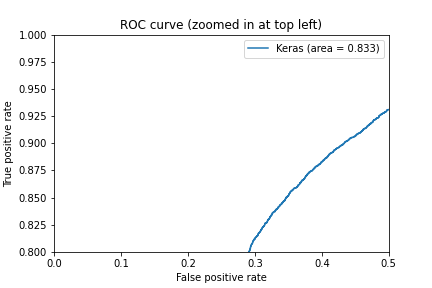 ROC curve (zoomed in at top left)
Keras (area = 0.833)
True positive rate
1.000
0.975
0.950
0.925
0.900
0.875
0.850
0.825
0.800
0.0 0.1 0.2 0.3 0.4 0.5
False positive rate